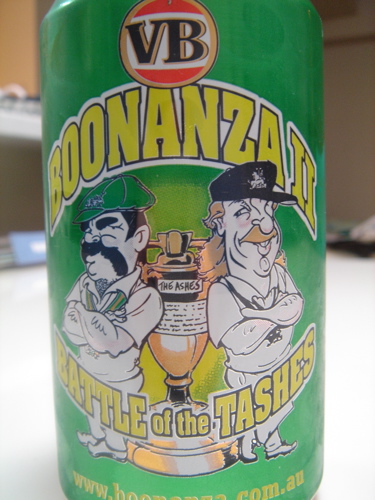 VB
BOONANZA II
THE ASHES
BATTLE of the TASHES
www.boonanza.com.au